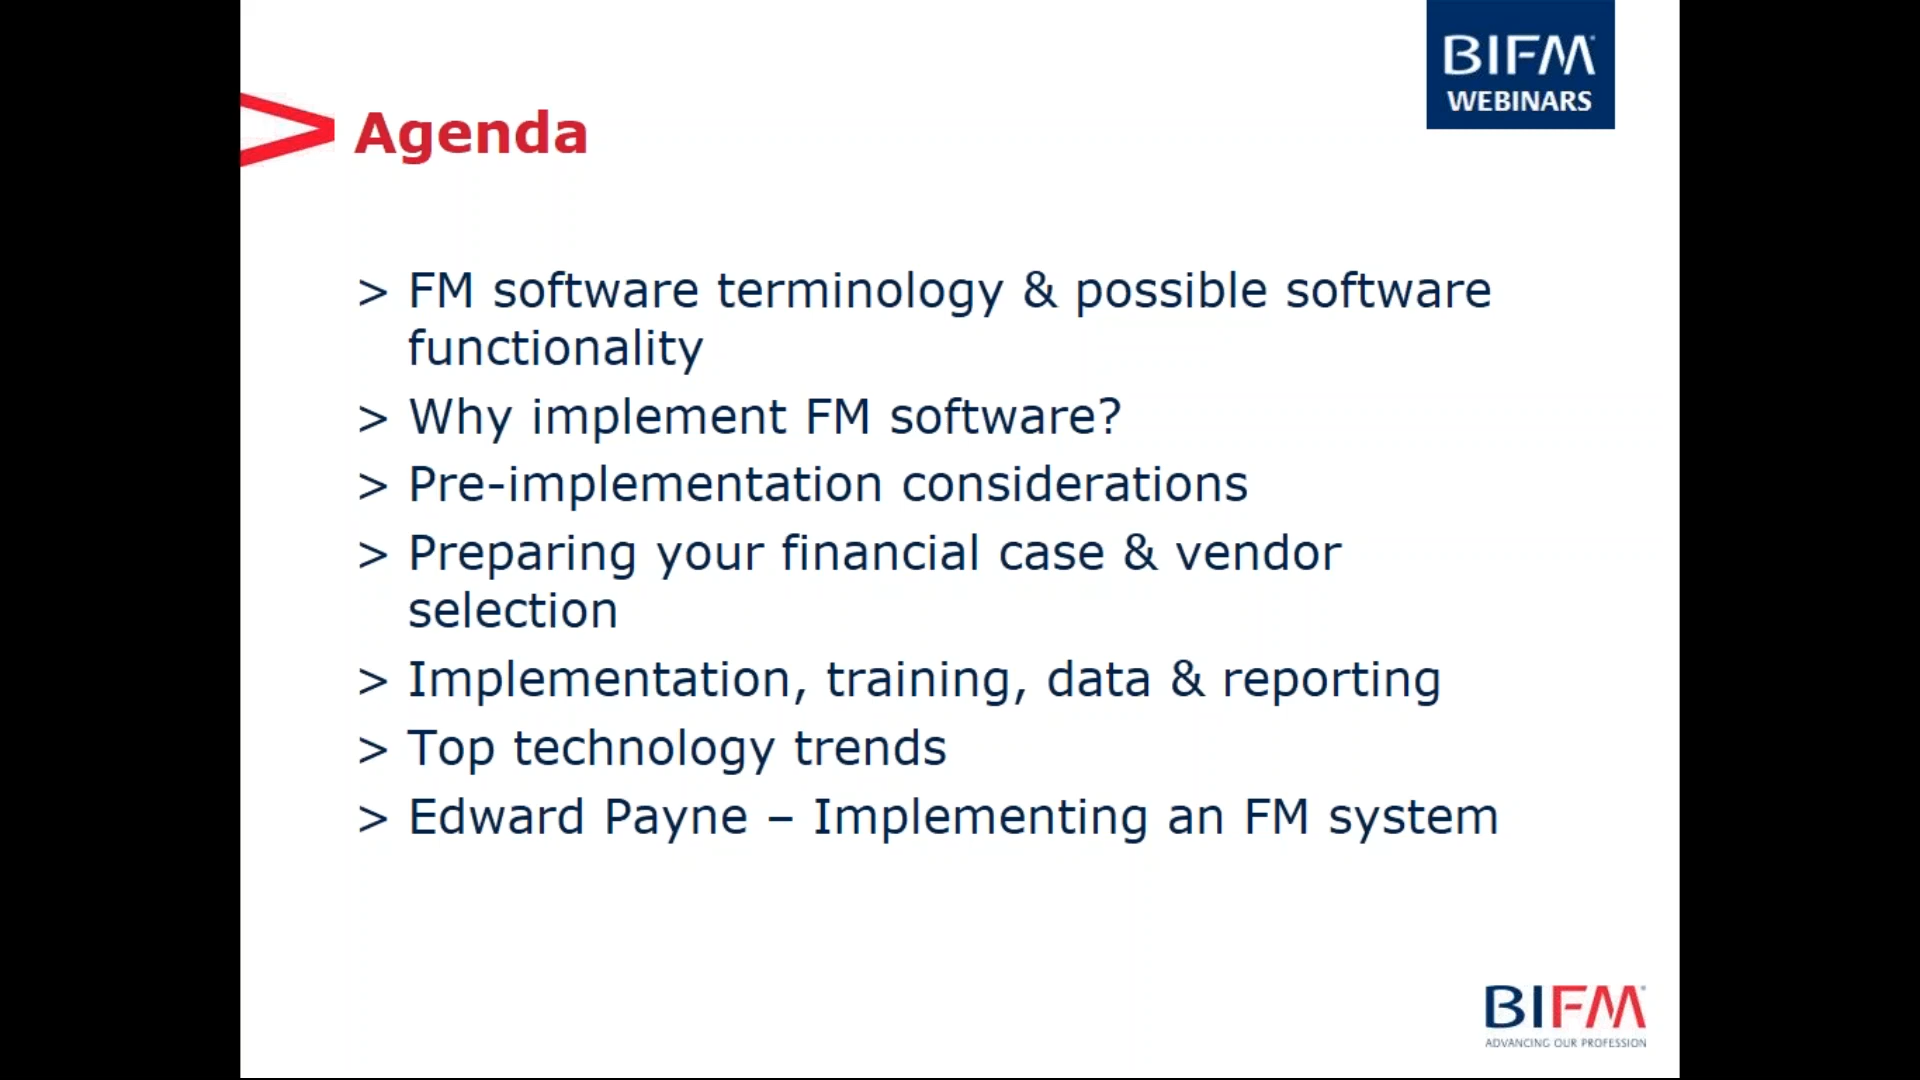 BIFM
WEBINARS
Agenda
> FM software terminology & possible software
functionality
> Why implement FM software?
> Pre-implementation considerations
> Preparing your financial case & vendor
selection
> Implementation, training, data & reporting
> Top technology trends
> Edward Payne – Implementing an FM system
BIFM
ADVANCING OUR PROFESSION